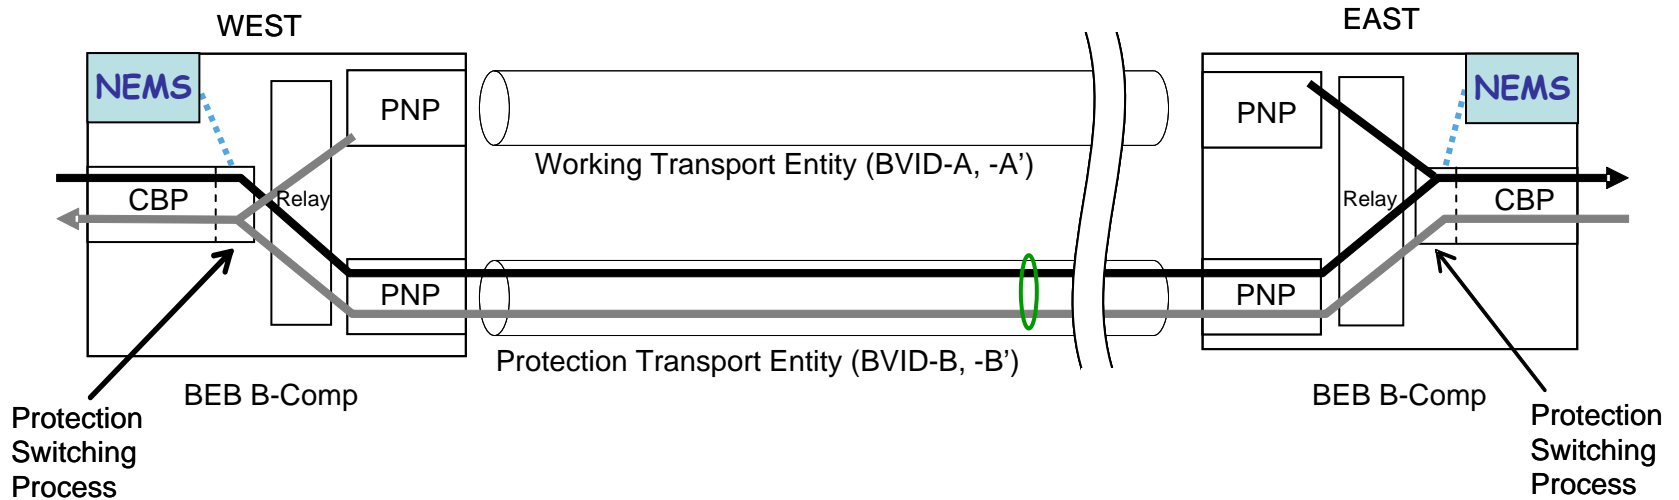 WEST
EAST
NEMS
NEMS
PNP
PNP
Working Transport Entity (BVID-A, -A’)
CBP
Relay
Relay
CBP
PNP
PNP
Protection Transport Entity (BVID-B, -B’)
BEB B-Comp
BEB B-Comp
Protection
Switching
Process
Protection
Switching
Process